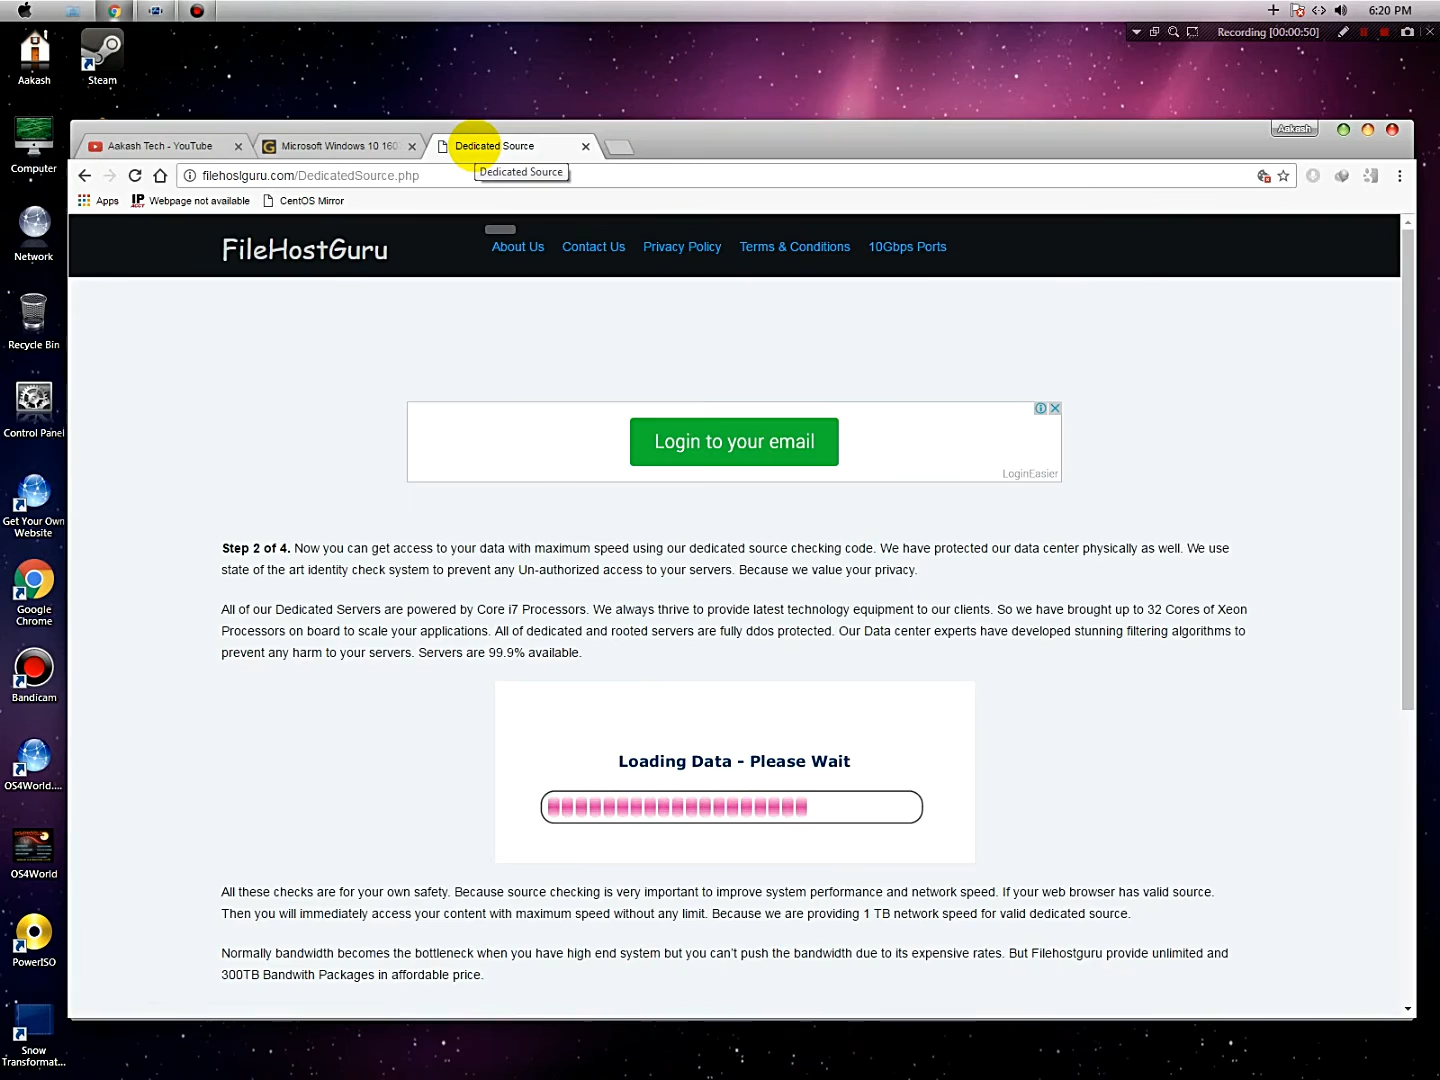 6:20 PM
Recording [00:00:50]
Aakash
Steam
Computer
Network
Recycle Bin
Control Panel
Get Your Own
Website
Google
Chrome
Bandicam
OS4World....
OS4World
PowerISO
Snow
Transformat...
Aakash
Aakash Tech - YouTube
Microsoft Windows 10 160
Dedicated Source
filehoslguru.com/DedicatedSource.php
Dedicated Source
Apps
IP
Webpage not available
CentOS Mirror
FileHostGuru
About Us
Contact Us
Privacy Policy
Terms & Conditions
10Gbps Ports
Login to your email
LoginEasier
Step 2 of 4. Now you can get access to your data with maximum speed using our dedicated source checking code. We have protected our data center physically as well. We use
state of the art identity check system to prevent any Un-authorized access to your servers. Because we value your privacy.
All of our Dedicated Servers are powered by Core i7 Processors. We always thrive to provide latest technology equipment to our clients. So we have brought up to 32 Cores of Xeon
Processors on board to scale your applications. All of dedicated and rooted servers are fully ddos protected. Our Data center experts have developed stunning filtering algorithms to
prevent any harm to your servers. Servers are 99.9% available.
Loading Data - Please Wait
All these checks are for your own safety. Because source checking is very important to improve system performance and network speed. If your web browser has valid source.
Then you will immediately access your content with maximum speed without any limit. Because we are providing 1 TB network speed for valid dedicated source.
Normally bandwidth becomes the bottleneck when you have high end system but you can't push the bandwidth due to its expensive rates. But Filehostguru provide unlimited and
300TB Bandwith Packages in affordable price.